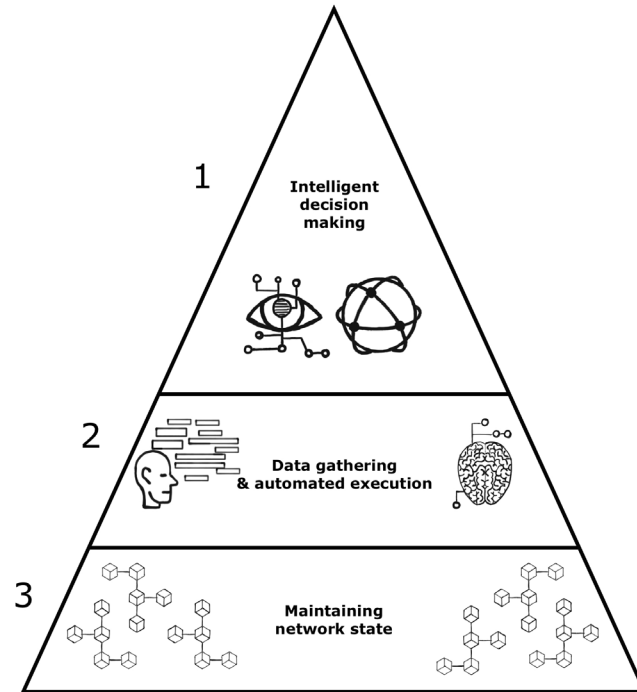 1
Intelligent
decision
making
2
Data gathering
& automated execution
3
Maintaining
network state